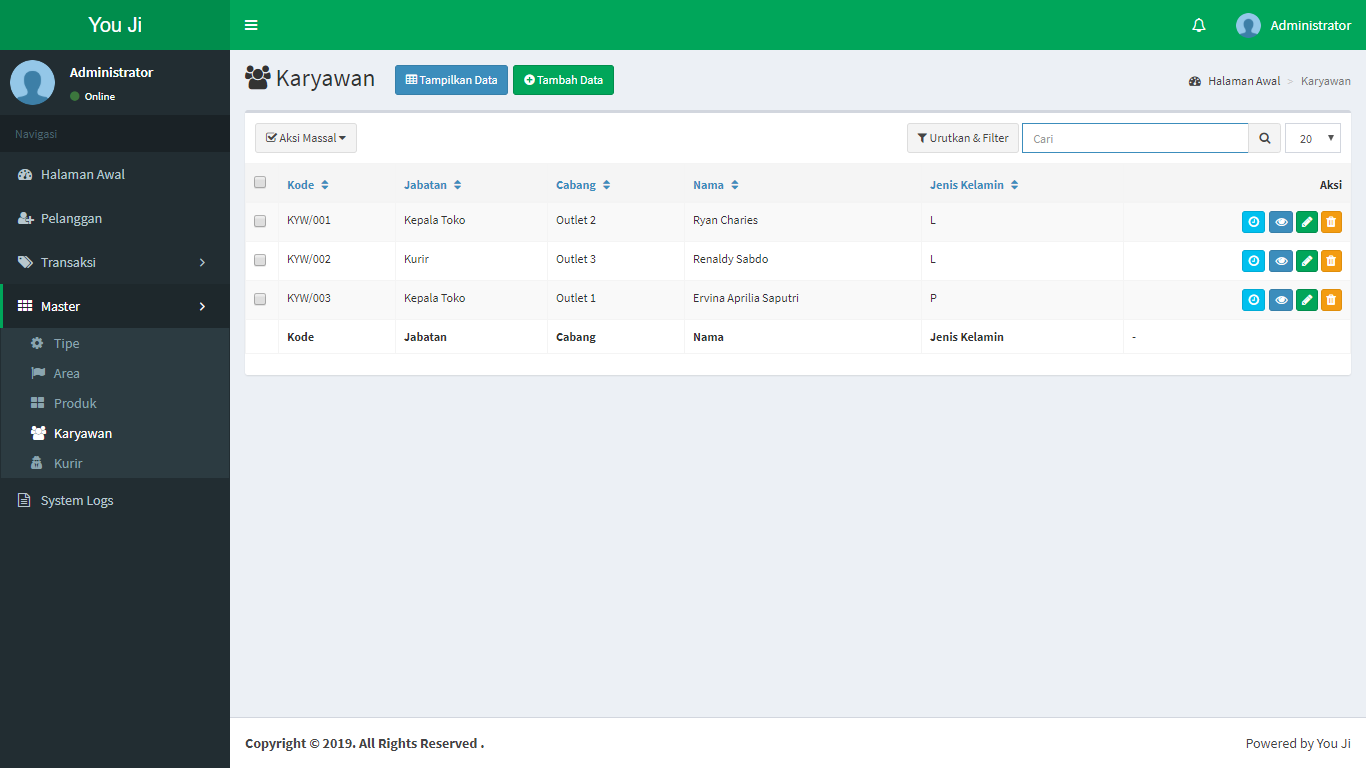 You Ji
Administrator
Administrator
Online
Navigasi
Halaman Awal
Pelanggan
Transaksi
Master
Tipe
Area
Produk
Karyawan
Kurir
System Logs
Karyawan Tampilkan Data Tambah Data
Halaman Awal > Karyawan
Aksi Massal Urutkan & Filter Cari 20
Kode Jabatan Cabang Nama Jenis Kelamin Aksi
KYW/001 Kepala Toko Outlet 2 Ryan Charies L
KYW/002 Kurir Outlet 3 Renaldy Sabdo L
KYW/003 Kepala Toko Outlet 1 Ervina Aprilia Saputri P
Kode Jabatan Cabang Nama Jenis Kelamin -
Copyright © 2019. All Rights Reserved . Powered by You Ji